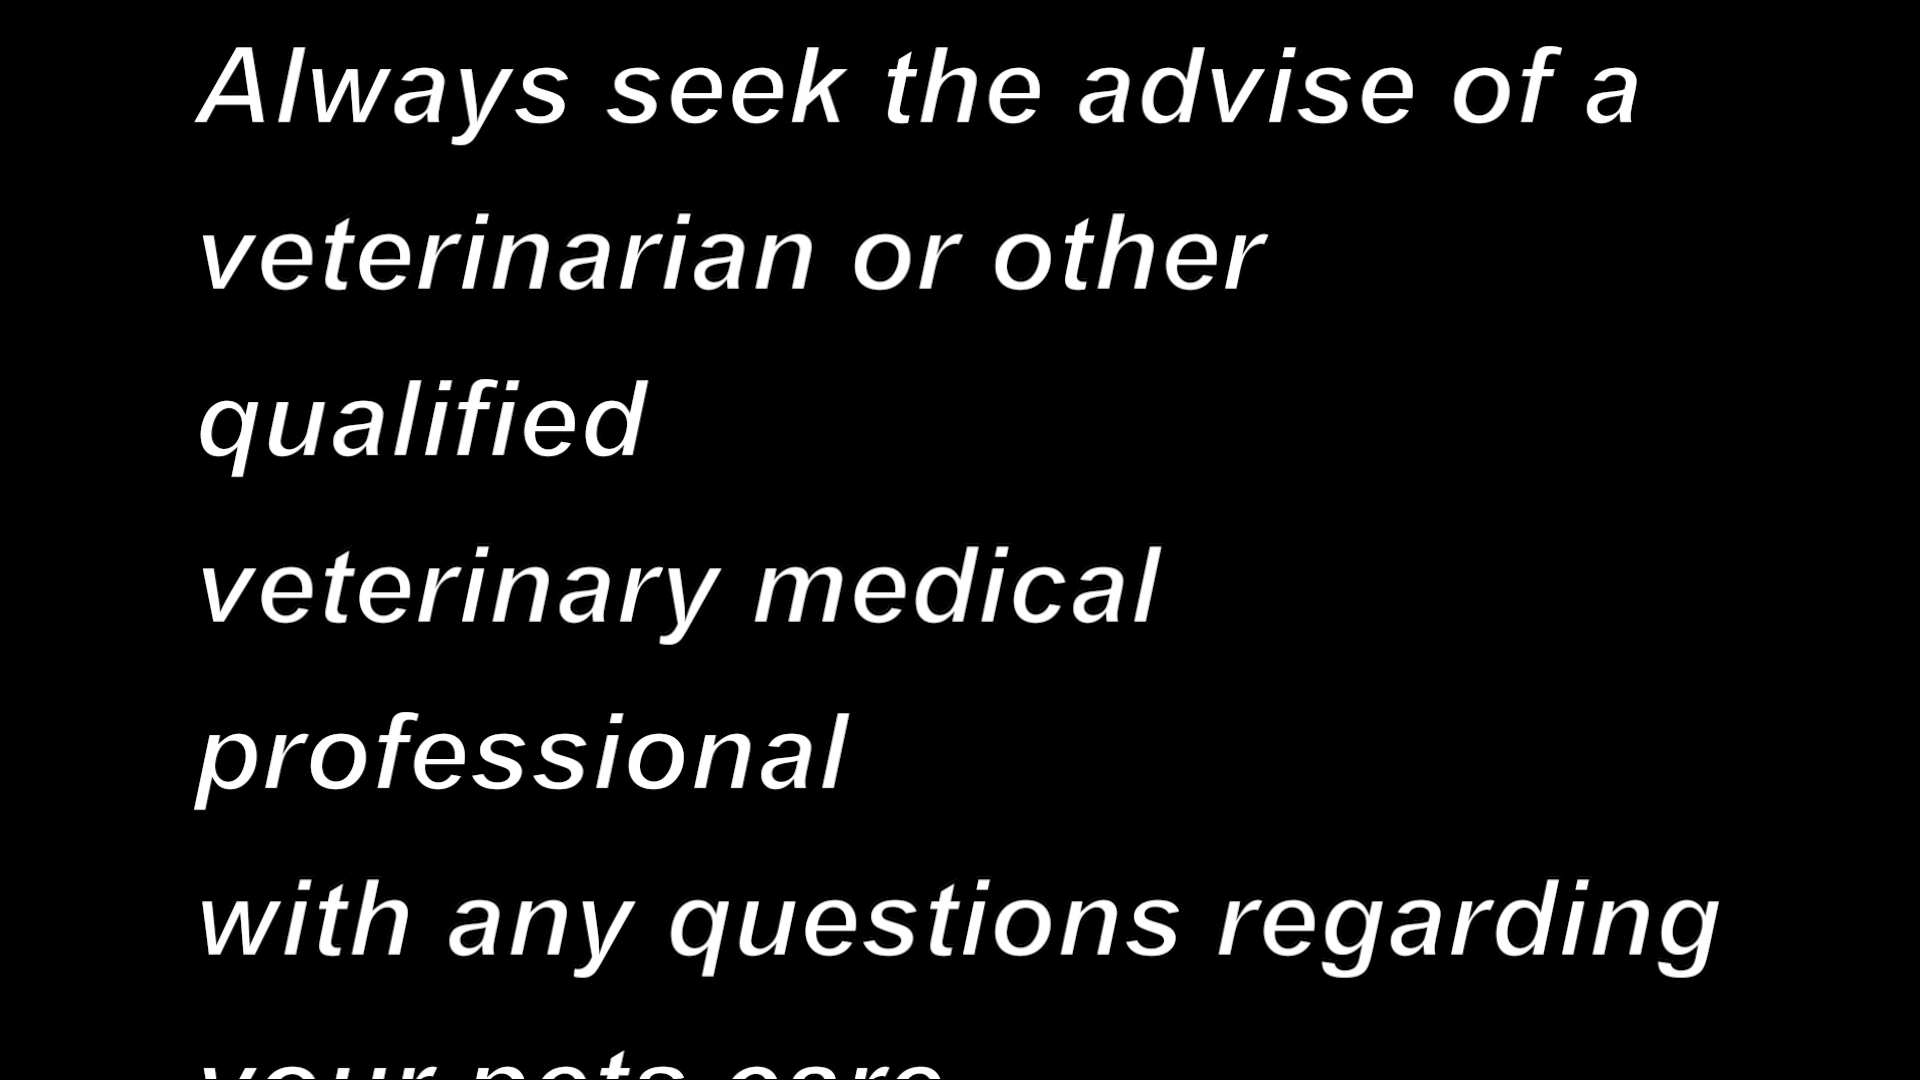 Always seek the advise of a
veterinarian or other
qualified
veterinary medical
professional
with any questions regarding
your pets care